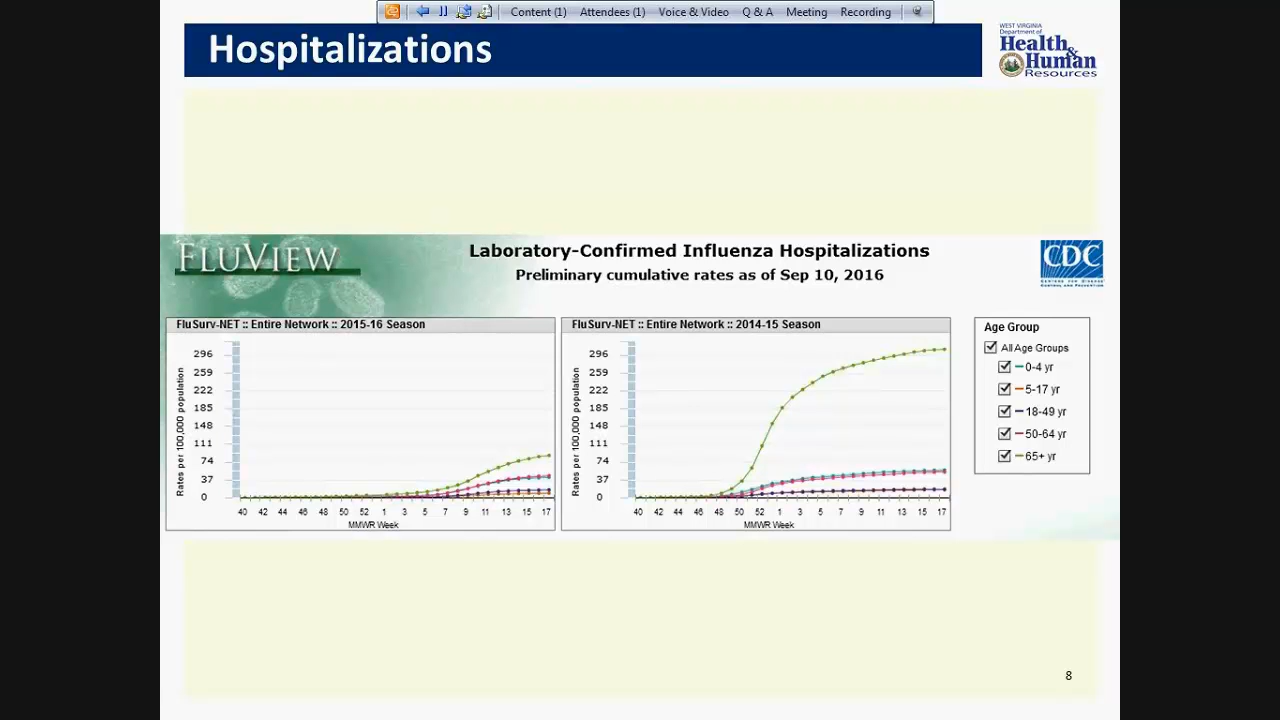 Content (1) Attendees (1) Voice & Video Q & A Meeting Recording
Hospitalizations
WEST VIRGINIA
Department of
Health &
Human
Resources
FLUVIEW
Laboratory-Confirmed Influenza Hospitalizations
Preliminary cumulative rates as of Sep 10, 2016
CDC
CENTERS FOR DISEASE
CONTROL AND PREVENTION
FluSurv-NET :: Entire Network :: 2015-16 Season
Rates per 100,000 population
296
259
222
185
148
111
74
37
0
40 42 44 46 48 50 52 1 3 5 7 9 11 13 15 17
MMWR Week
FluSurv-NET :: Entire Network :: 2014-15 Season
Rates per 100,000 population
296
259
222
185
148
111
74
37
0
40 42 44 46 48 50 52 1 3 5 7 9 11 13 15 17
MMWR Week
Age Group
All Age Groups
0-4 yr
5-17 yr
18-49 yr
50-64 yr
65+ yr
8